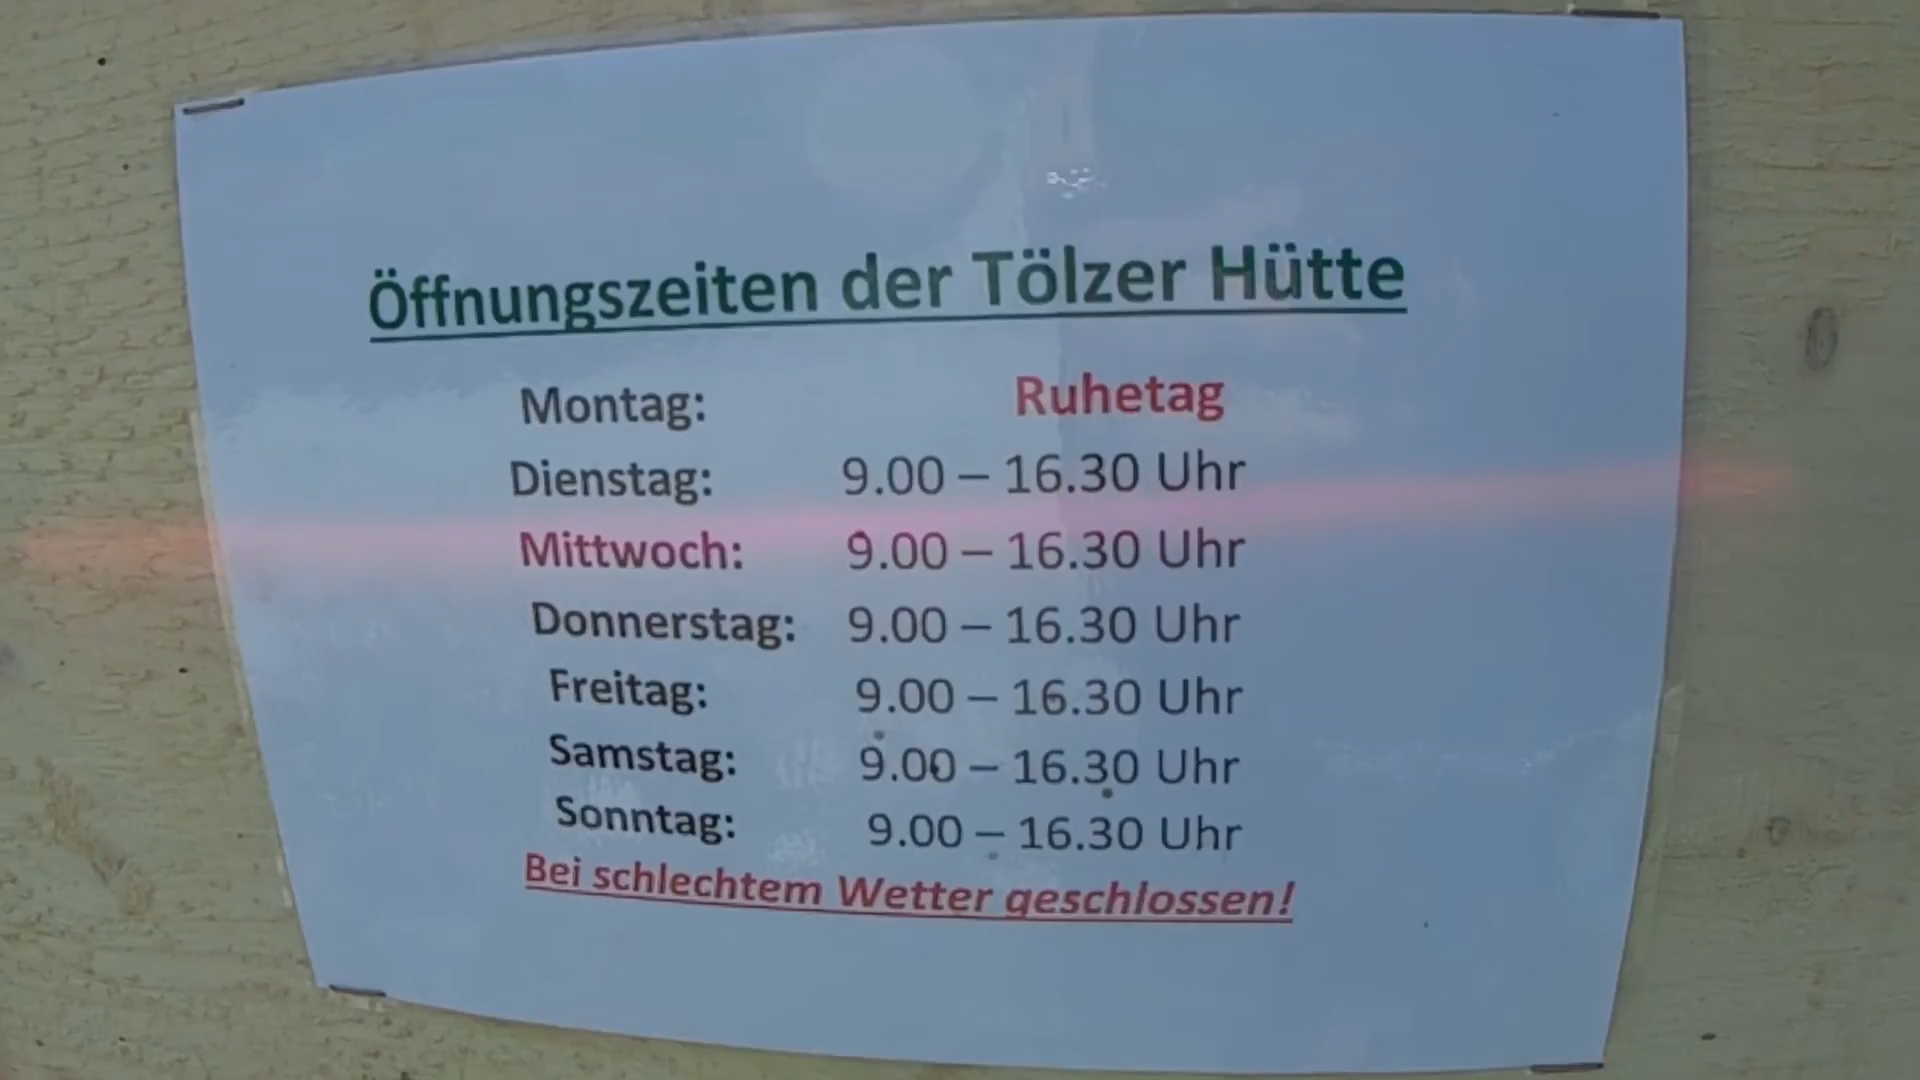 Öffnungszeiten der Tölzer Hütte
Montag: Ruhetag
Dienstag: 9.00 – 16.30 Uhr
Mittwoch: 9.00 – 16.30 Uhr
Donnerstag: 9.00 – 16.30 Uhr
Freitag: 9.00 – 16.30 Uhr
Samstag: 9.00 – 16.30 Uhr
Sonntag: 9.00 – 16.30 Uhr
Bei schlechtem Wetter geschlossen!